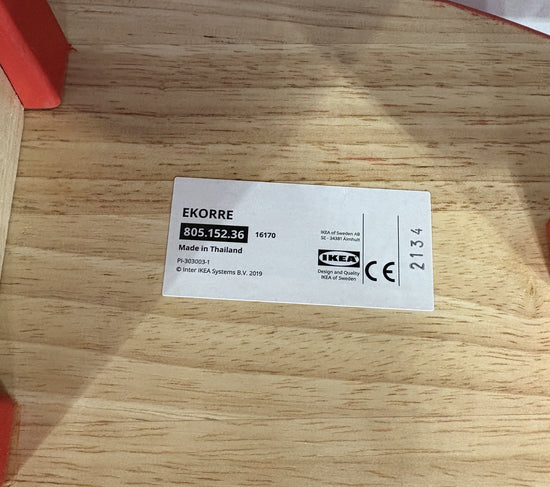 EKORRE
805.152.36 16170
Made in Thailand
PI-303003-1
© Inter IKEA Systems B.V. 2019
IKEA of Sweden AB
SE - 34381 Älmhult
IKEA
Design and Quality
IKEA of Sweden
CE
2134